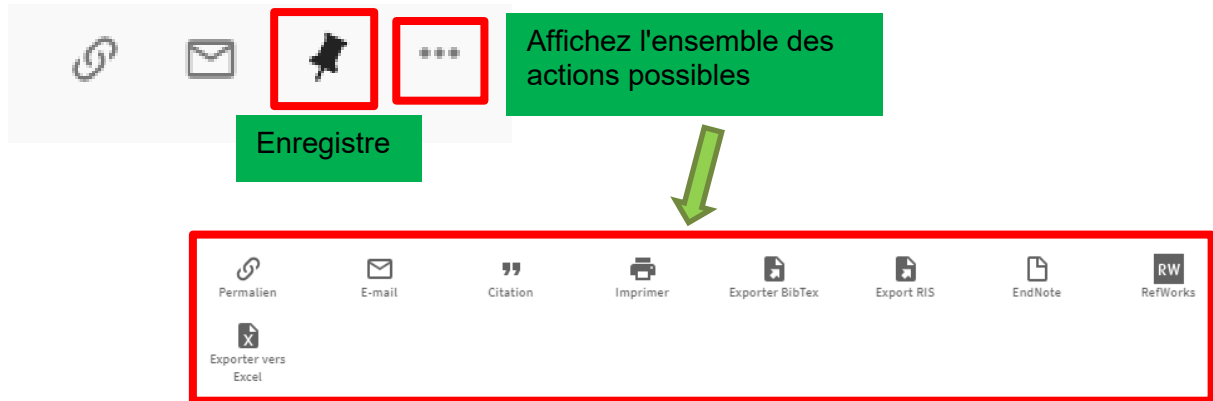 Affichez l'ensemble des
actions possibles
Enregistre
Permalien
E-mail
Citation
Imprimer
Exporter BibTex
Export RIS
EndNote
RW
RefWorks
X
Exporter vers
Excel